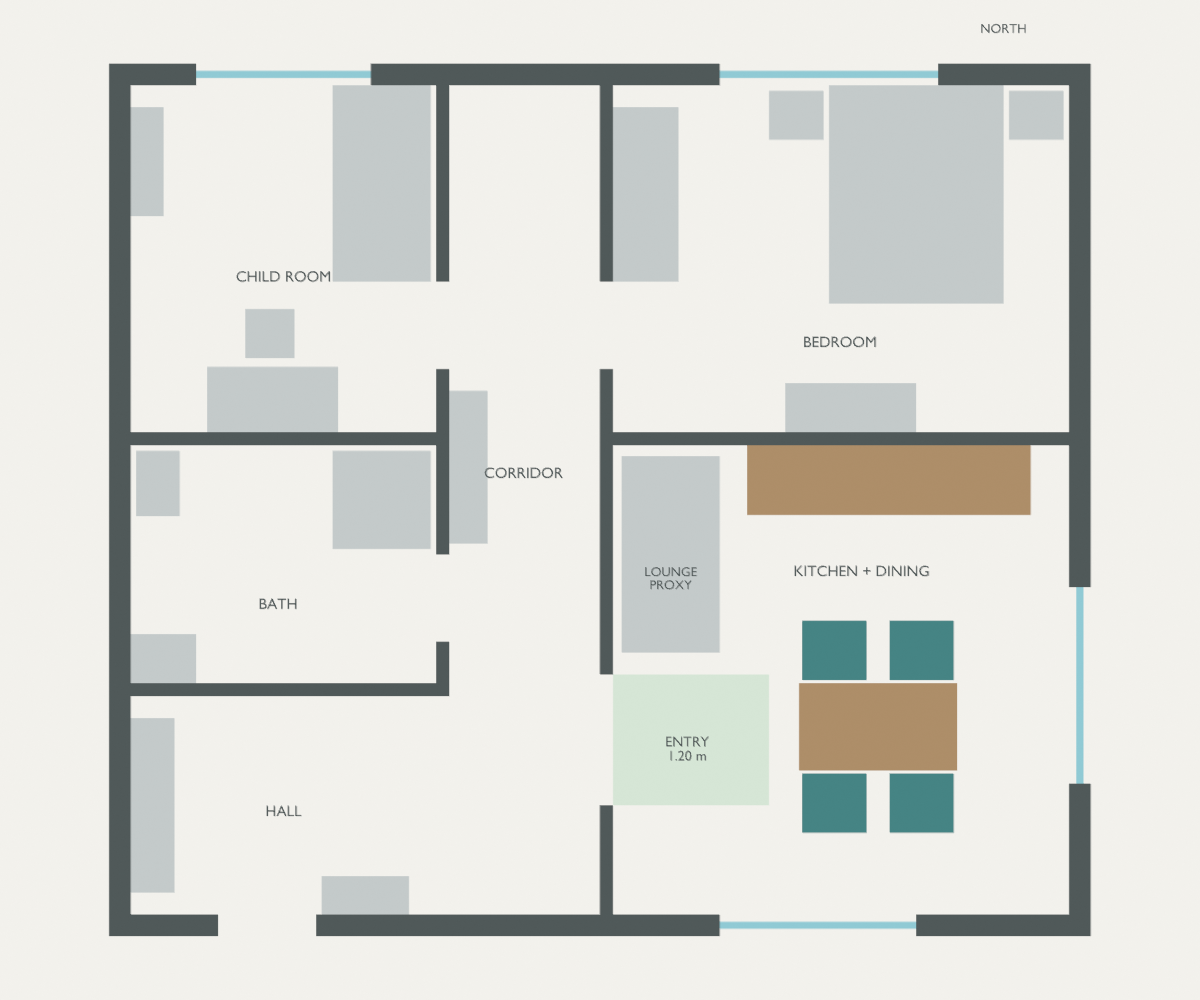 NORTH
CHILD ROOM
BEDROOM
CORRIDOR
LOUNGE
PROXY
KITCHEN + DINING
BATH
ENTRY
1.20 m
HALL